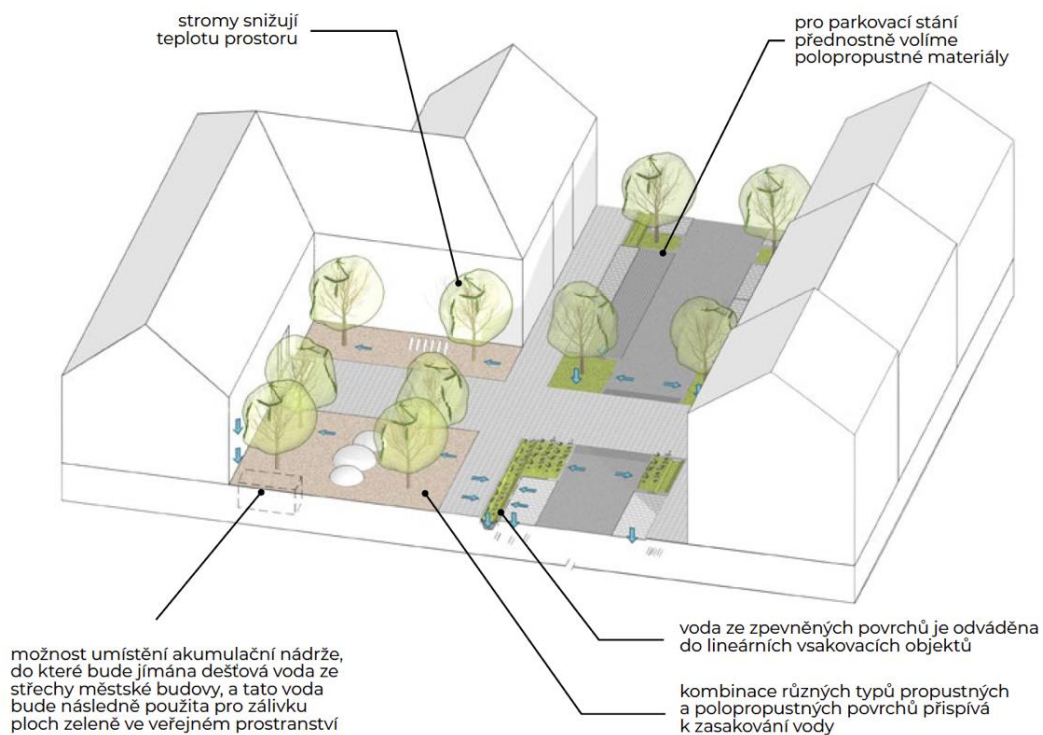 stromy snižují
teplotu prostoru
pro parkovací stání
přednostně volíme
polopropustné materiály
voda ze zpevněných povrchů je odváděna
do lineárních vsakovacích objektů
možnost umístění akumulační nádrže,
do které bude jímána dešťová voda ze
střechy městské budovy, a tato voda
bude následně použita pro zálivku
ploch zeleně ve veřejném prostranství
kombinace různých typů propustných
a polopropustných povrchů přispívá
k zasakování vody